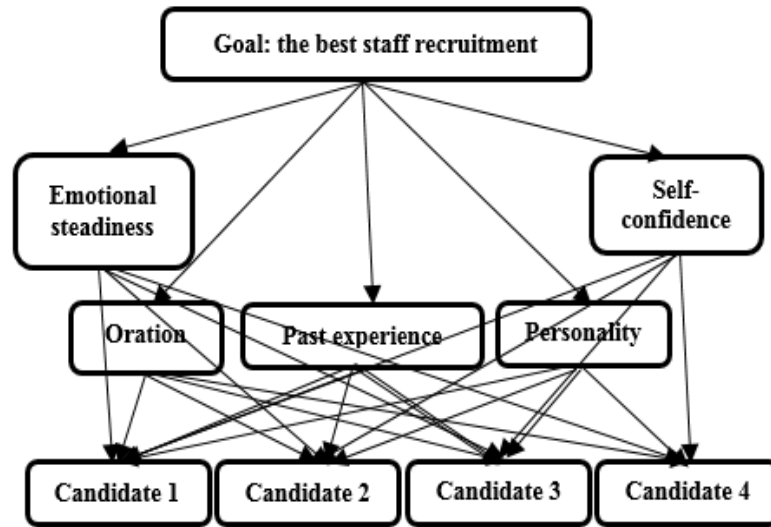 Goal: the best staff recruitment
Emotional
steadiness
Self-
confidence
Oration
Past experience
Personality
Candidate 1
Candidate 2
Candidate 3
Candidate 4